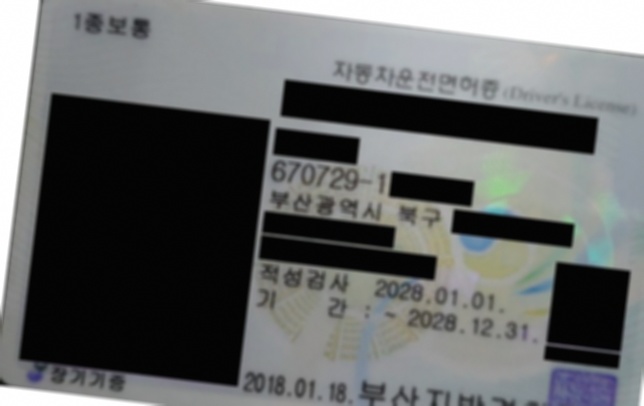 1종보통
자동차운전면허증 (Driver's License)
670729-1
부산광역시 북구
적성검사 2028.01.01.
기 간 : ~ 2028.12.31.
장기기증
2018.01.18. 부산지방경찰